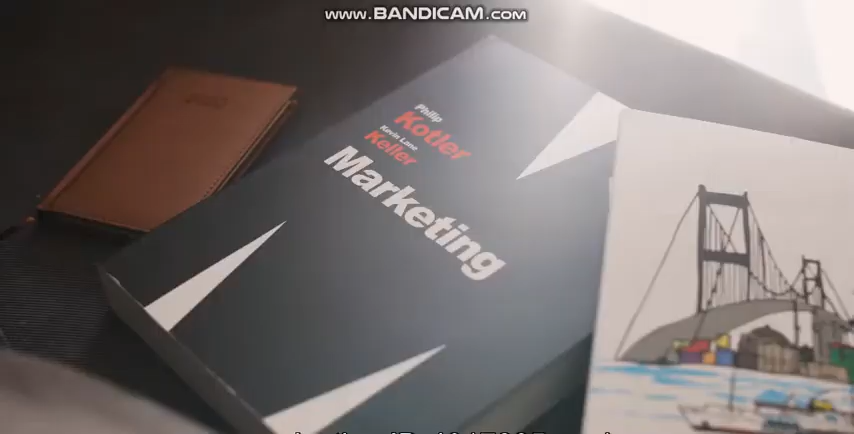 www.BANDICAM.com
Philip
Kotler
Kevin Lane
Keller
Marketing